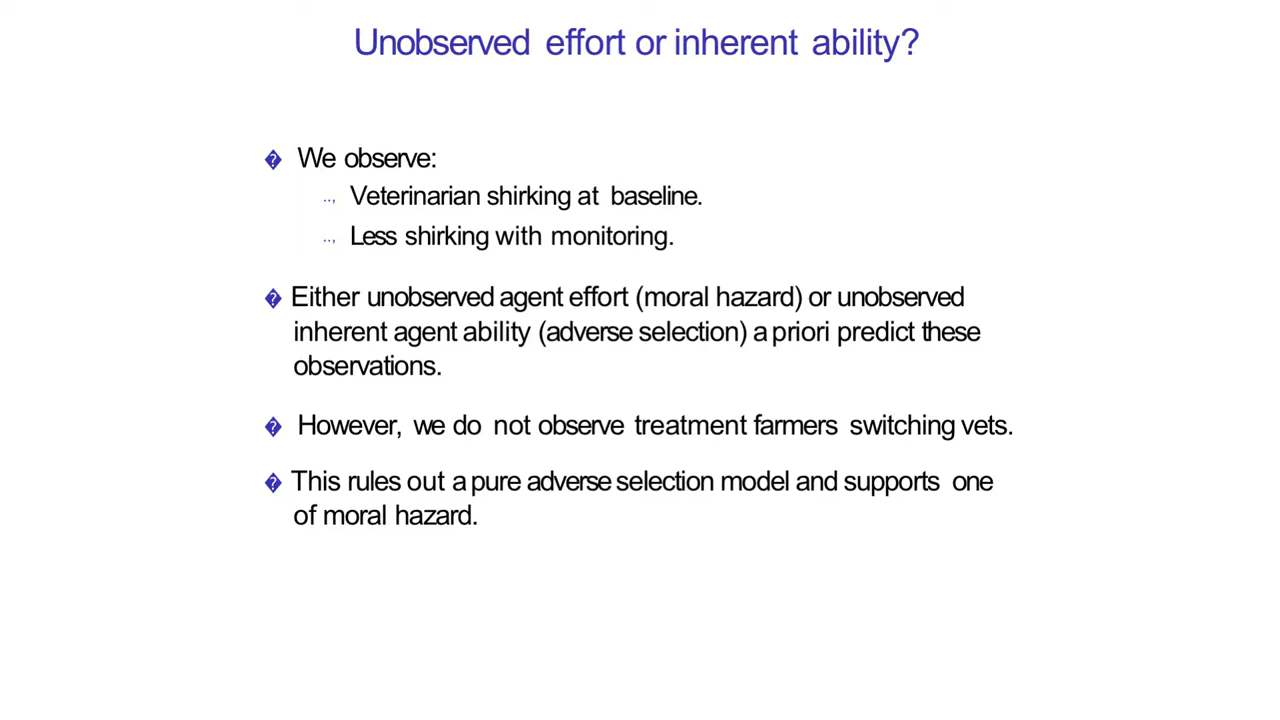 Unobserved effort or inherent ability?
We observe:
Veterinarian shirking at baseline.
Less shirking with monitoring.
Either unobserved agent effort (moral hazard) or unobserved
inherent agent ability (adverse selection) a priori predict these
observations.
However, we do not observe treatment farmers switching vets.
This rules out a pure adverse selection model and supports one
of moral hazard.